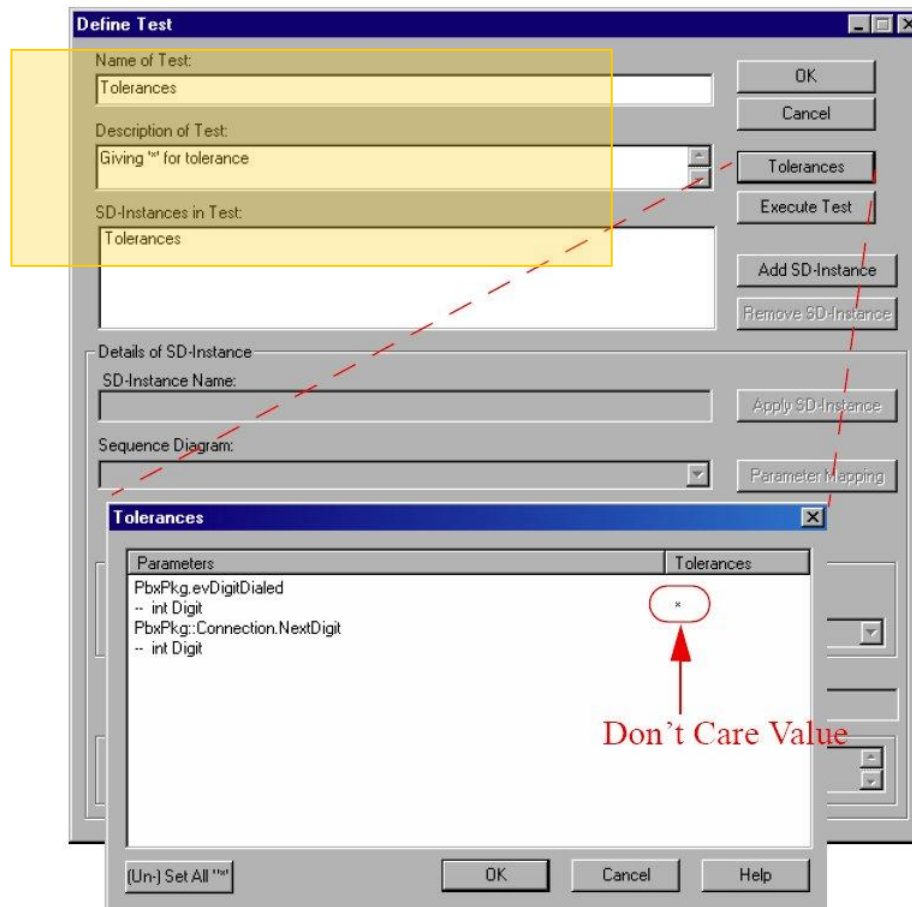 Define Test
Name of Test:
Tolerances
Description of Test:
Giving '*' for tolerance
SD-Instances in Test:
Tolerances
OK
Cancel
Tolerances
Execute Test
Add SD-Instance
Remove SD-Instance
Details of SD-Instance
SD-Instance Name:
Apply SD-Instance
Sequence Diagram:
Parameter Mapping
Tolerances
Parameters Tolerances
PbxPkg.evDigitDialed
-- int Digit *
PbxPkg::Connection.NextDigit
-- int Digit
Don't Care Value
(Un-) Set All "*"
OK Cancel Help